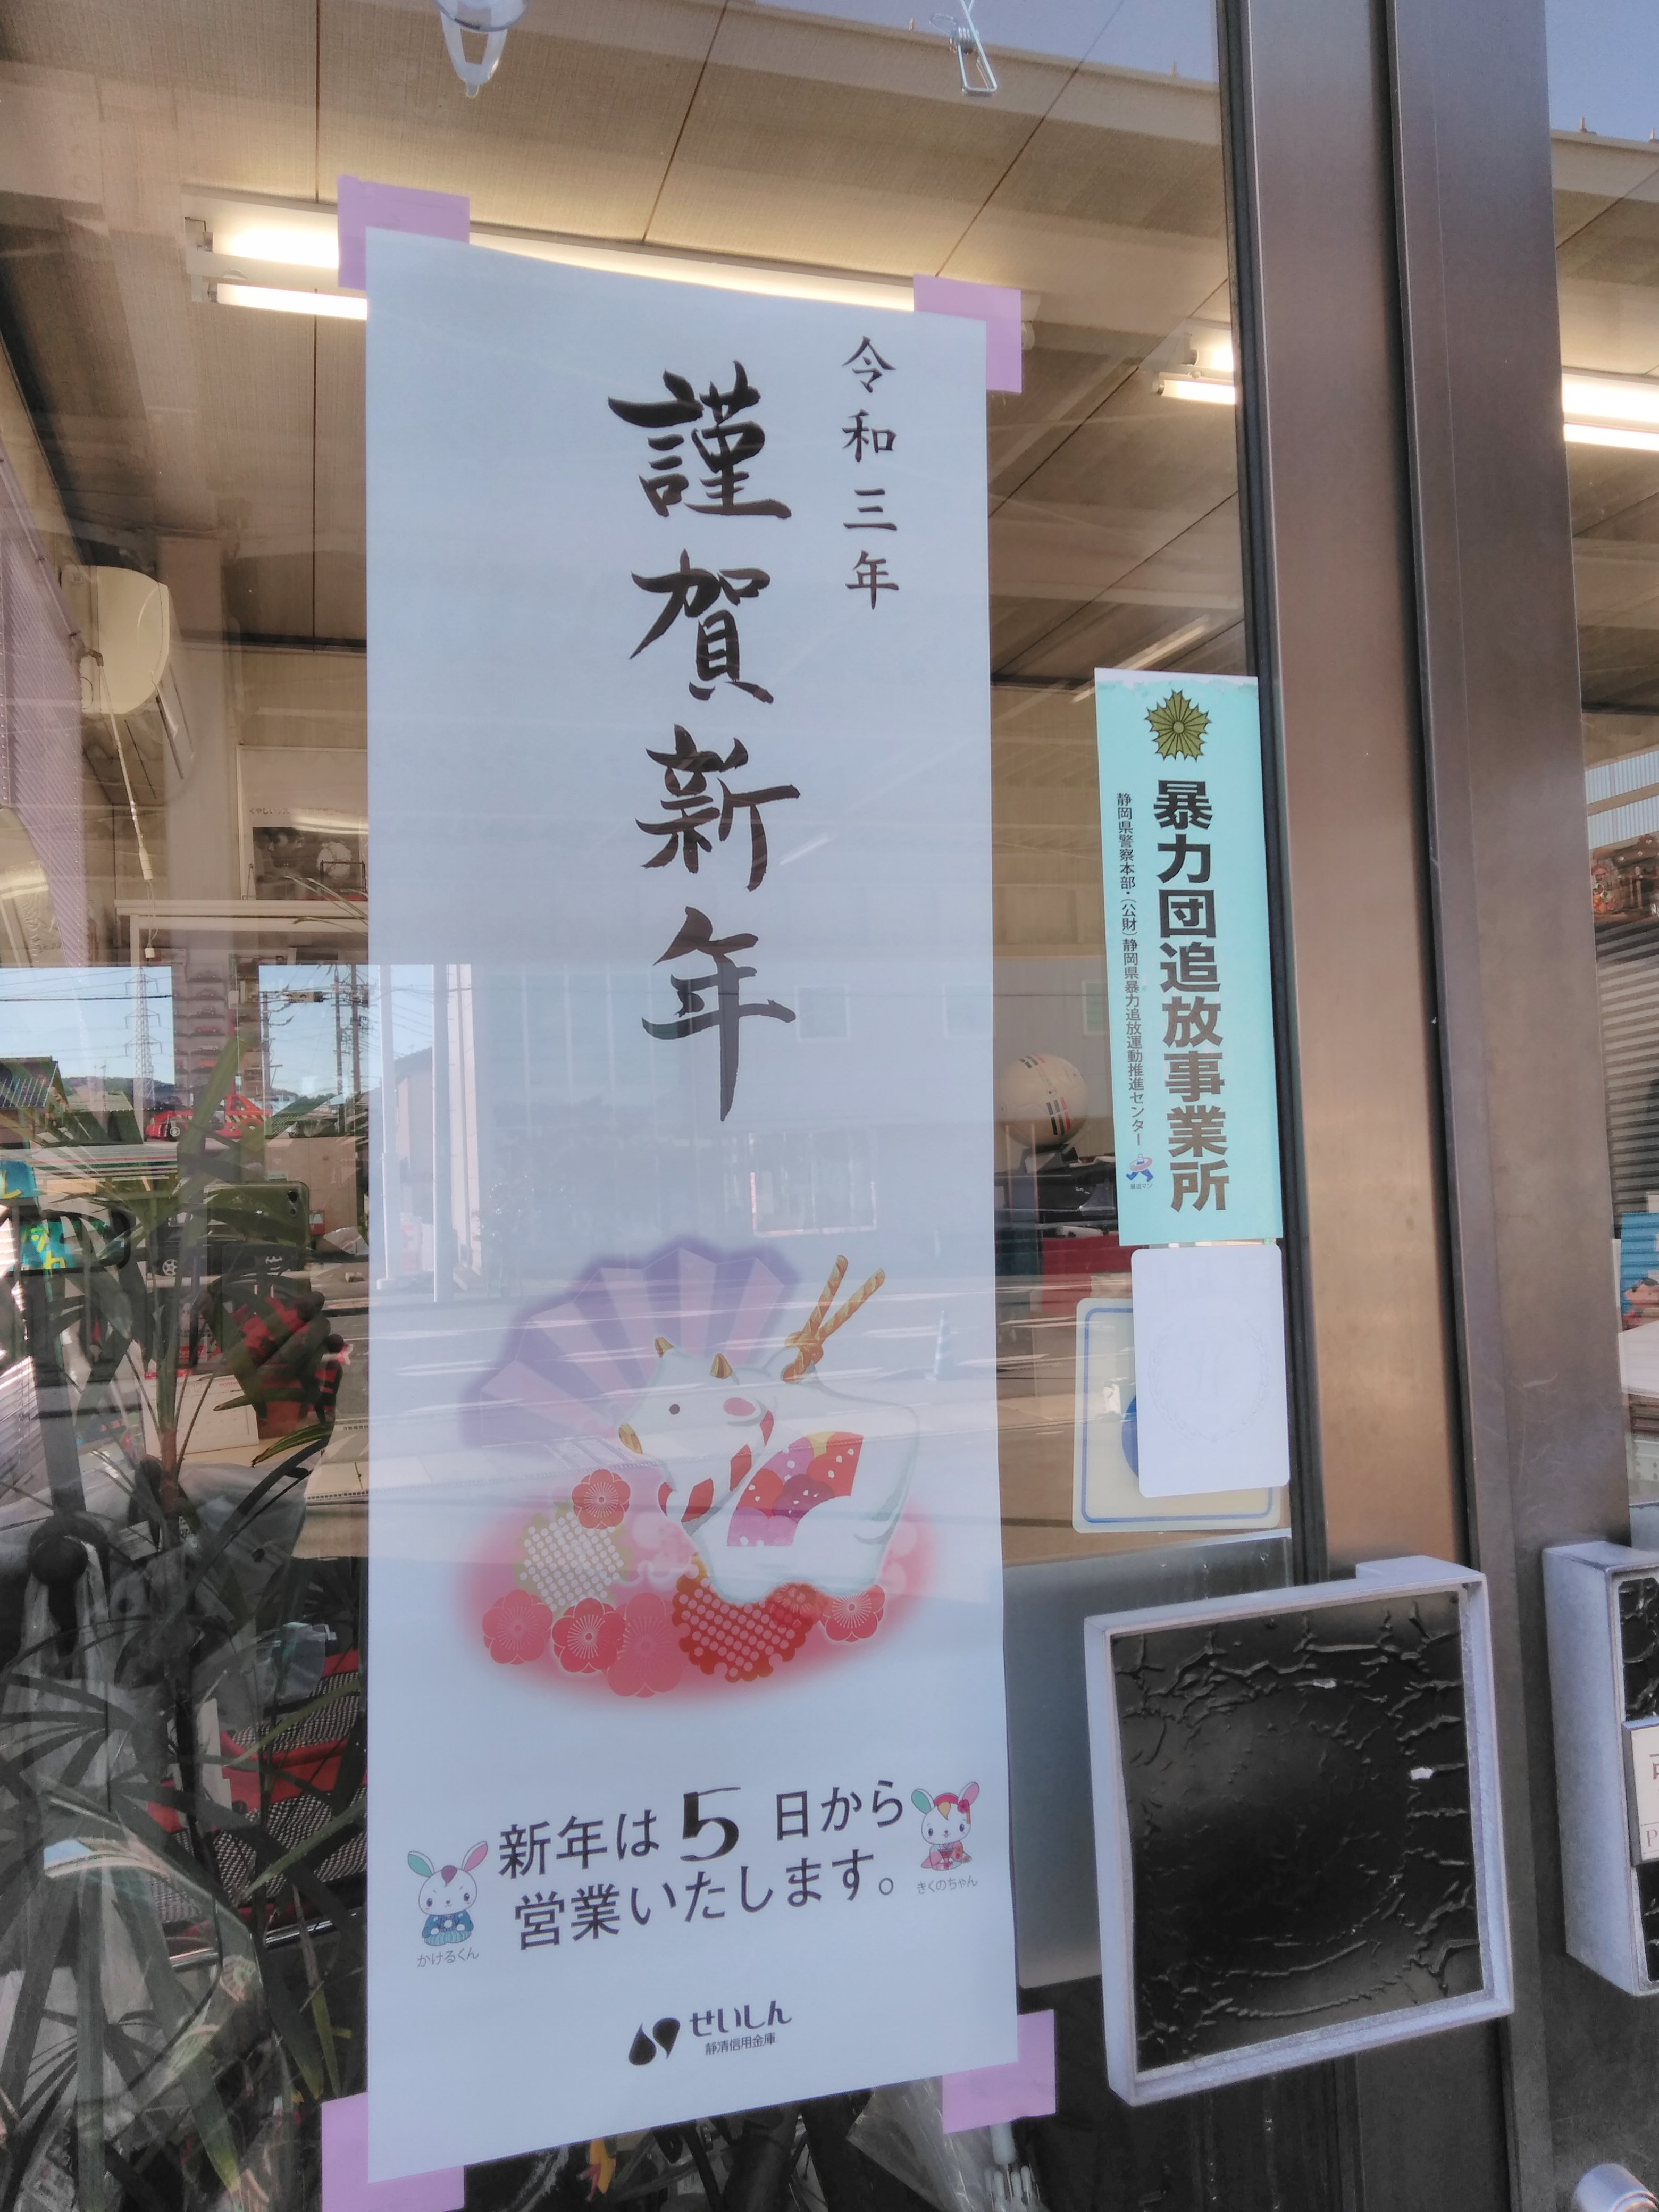 令和三年
謹賀新年
新年は5日から
営業いたします。
かけるくん
きくのちゃん
せいしん
静清信用金庫
暴力団追放事業所
静岡県警察本部・(公財)静岡県暴力追放運動推進センター